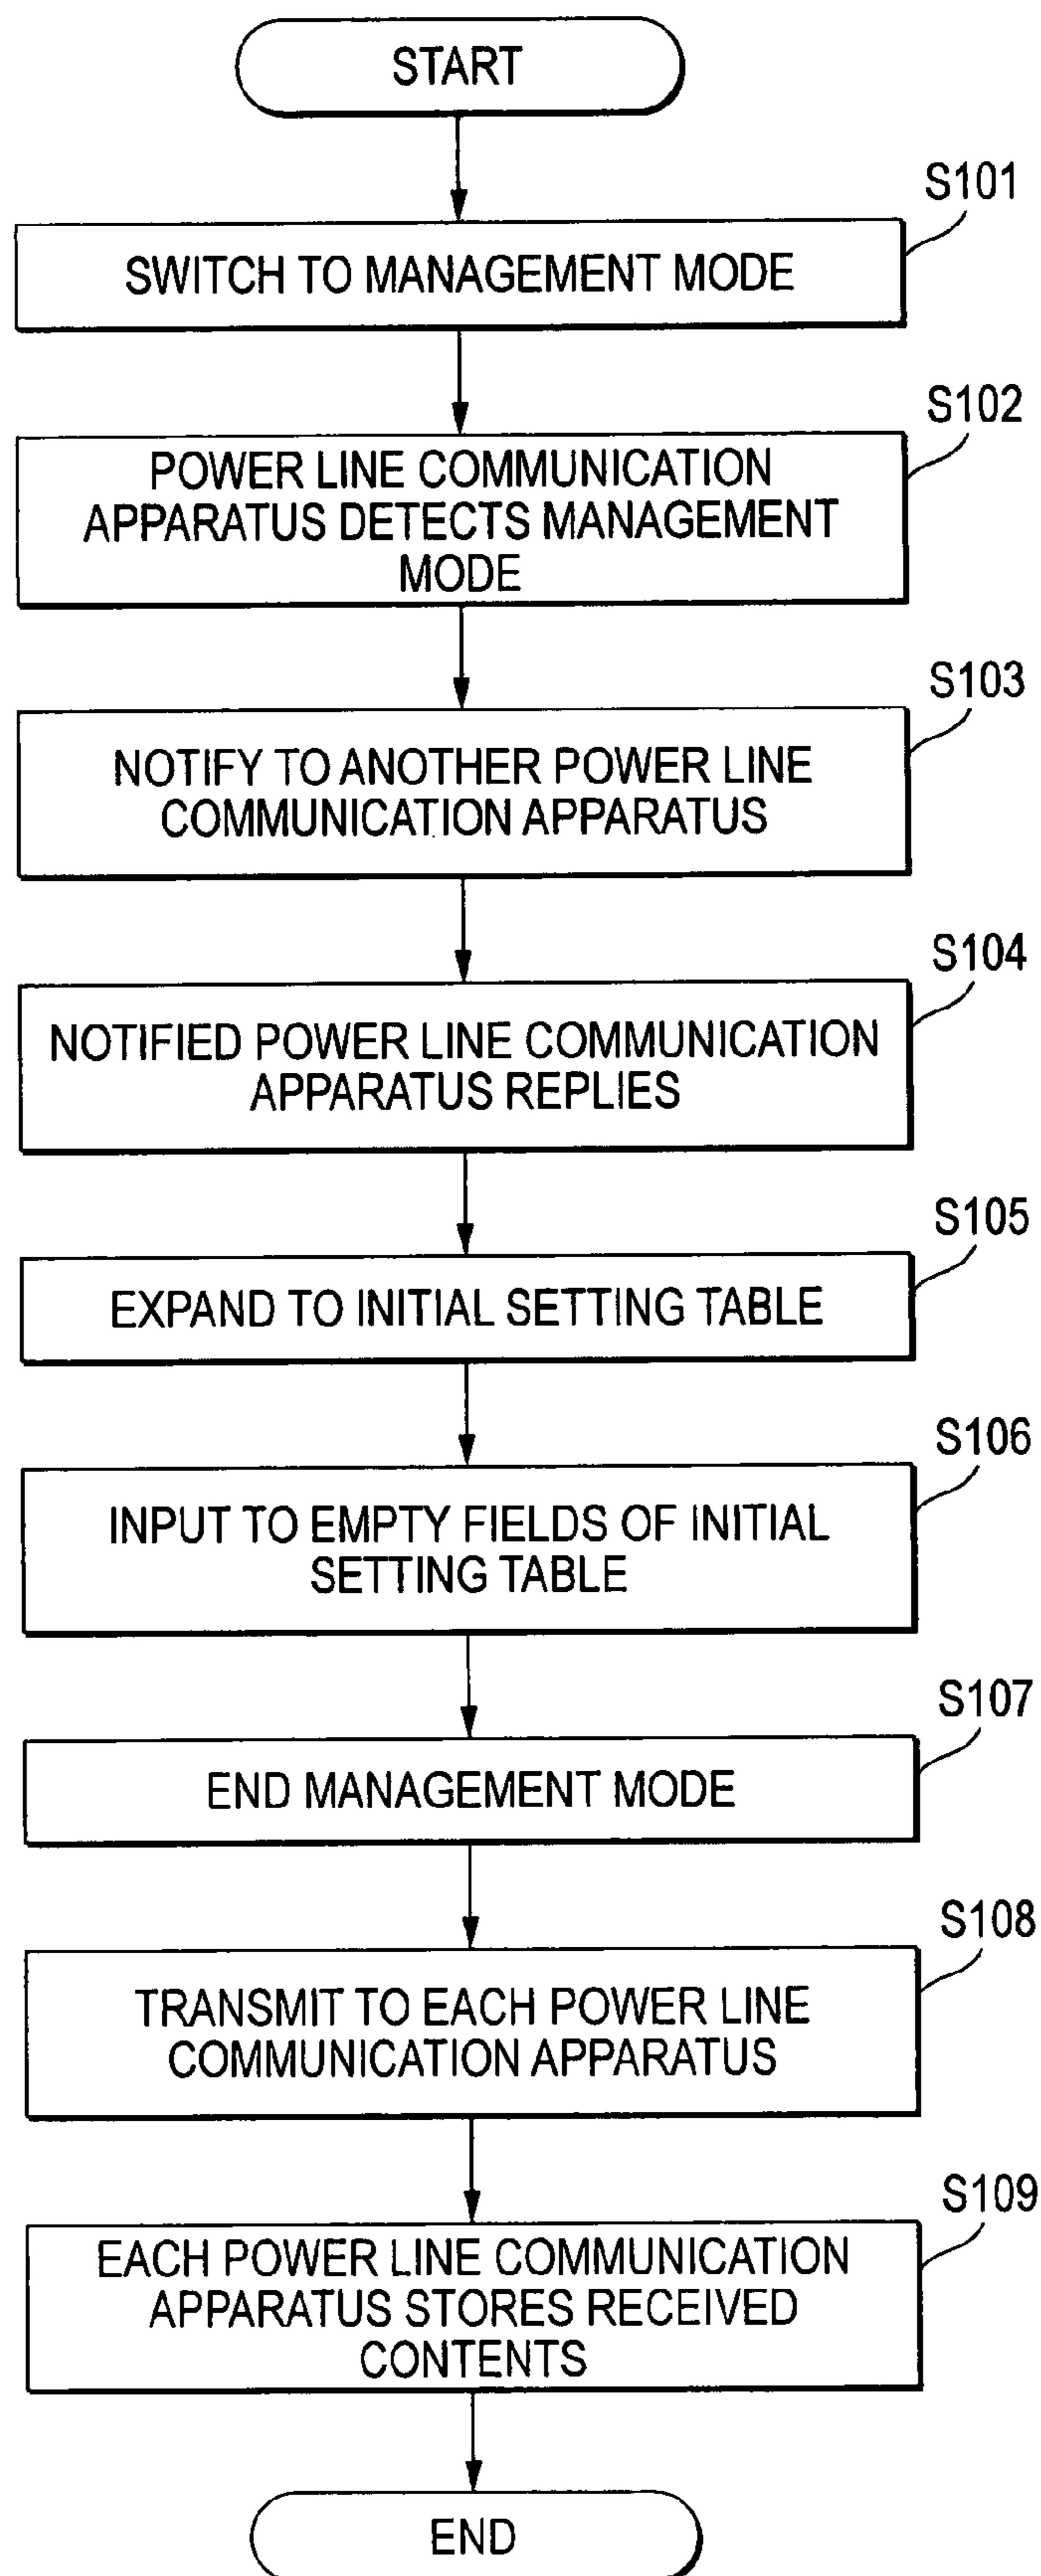 START
S101
SWITCH TO MANAGEMENT MODE
S102
POWER LINE COMMUNICATION
APPARATUS DETECTS MANAGEMENT
MODE
S103
NOTIFY TO ANOTHER POWER LINE
COMMUNICATION APPARATUS
S104
NOTIFIED POWER LINE COMMUNICATION
APPARATUS REPLIES
S105
EXPAND TO INITIAL SETTING TABLE
S106
INPUT TO EMPTY FIELDS OF INITIAL
SETTING TABLE
S107
END MANAGEMENT MODE
S108
TRANSMIT TO EACH POWER LINE
COMMUNICATION APPARATUS
S109
EACH POWER LINE COMMUNICATION
APPARATUS STORES RECEIVED
CONTENTS
END